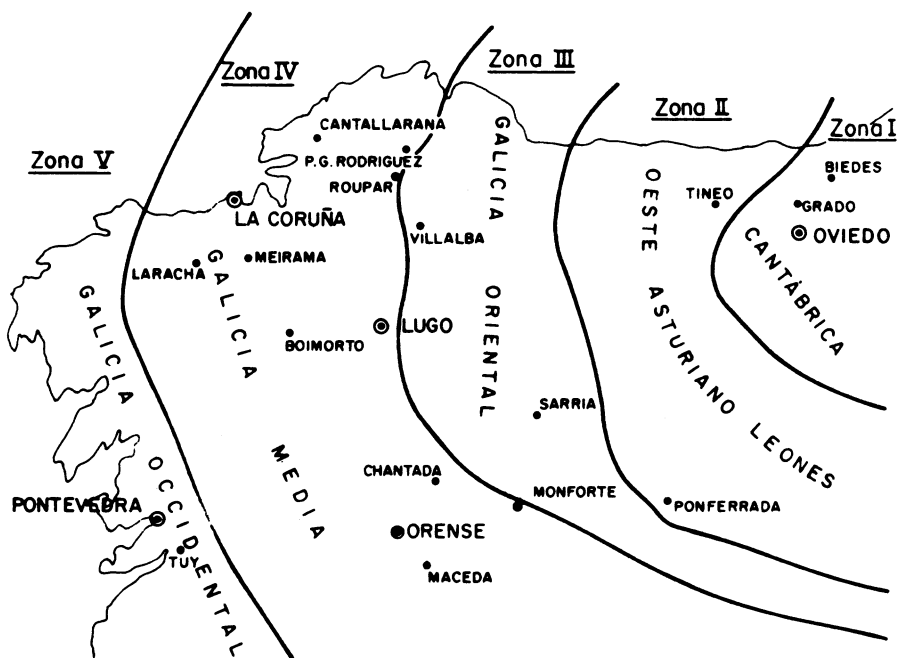 Zona III
Zona IV
Zona II
Zona I
Zona V
CANTALLARANA
P.G. RODRIGUEZ
ROUPAR
BIEDES
TINEO
GRADO
LA CORUÑA
VILLALBA
OVIEDO
LARACHA
MEIRAMA
LUGO
BOIMORTO
SARRIA
CHANTADA
MONFORTE
PONFERRADA
PONTEVEDRA
ORENSE
TUY
MACEDA
GALICIA OCCIDENTAL
GALICIA MEDIA
GALICIA ORIENTAL
OESTE ASTURIANO LEONES
CANTÁBRICA